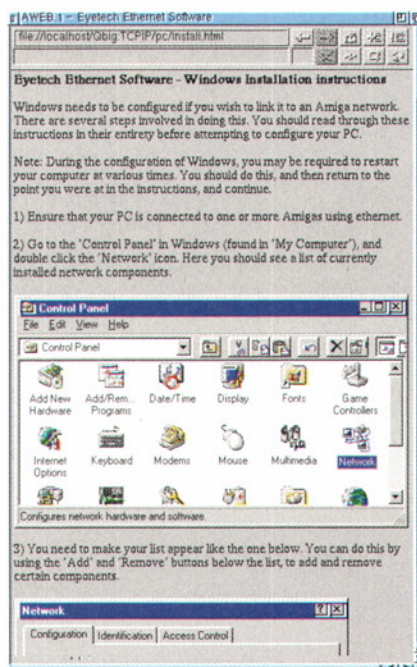 AWEB.1 - Eyetech Ethernet Software
file://localhost/Qbig:TCPIP/pc/install.html
Eyetech Ethernet Software - Windows Installation instructions
Windows needs to be configured if you wish to link it to an Amiga network.
There are several steps involved in doing this. You should read through these
instructions in their entirety before attempting to configure your PC.
Note: During the configuration of Windows, you may be required to restart
your computer at various times. You should do this, and then return to the
point you were at in the instructions, and continue.
1) Ensure that your PC is connected to one or more Amigas using ethernet.
2) Go to the 'Control Panel' in Windows (found in 'My Computer'), and
double click the 'Network' icon. Here you should see a list of currently
installed network components.
Control Panel
File Edit View Help
Control Panel
Add New Hardware
Add/Rem... Programs
Date/Time
Display
Fonts
Game Controllers
Internet Options
Keyboard
Modems
Mouse
Multimedia
Network
Configures network hardware and software.
3) You need to make your list appear like the one below. You can do this by
using the 'Add' and 'Remove' buttons below the list, to add and remove
certain components.
Network
Configuration Identification Access Control